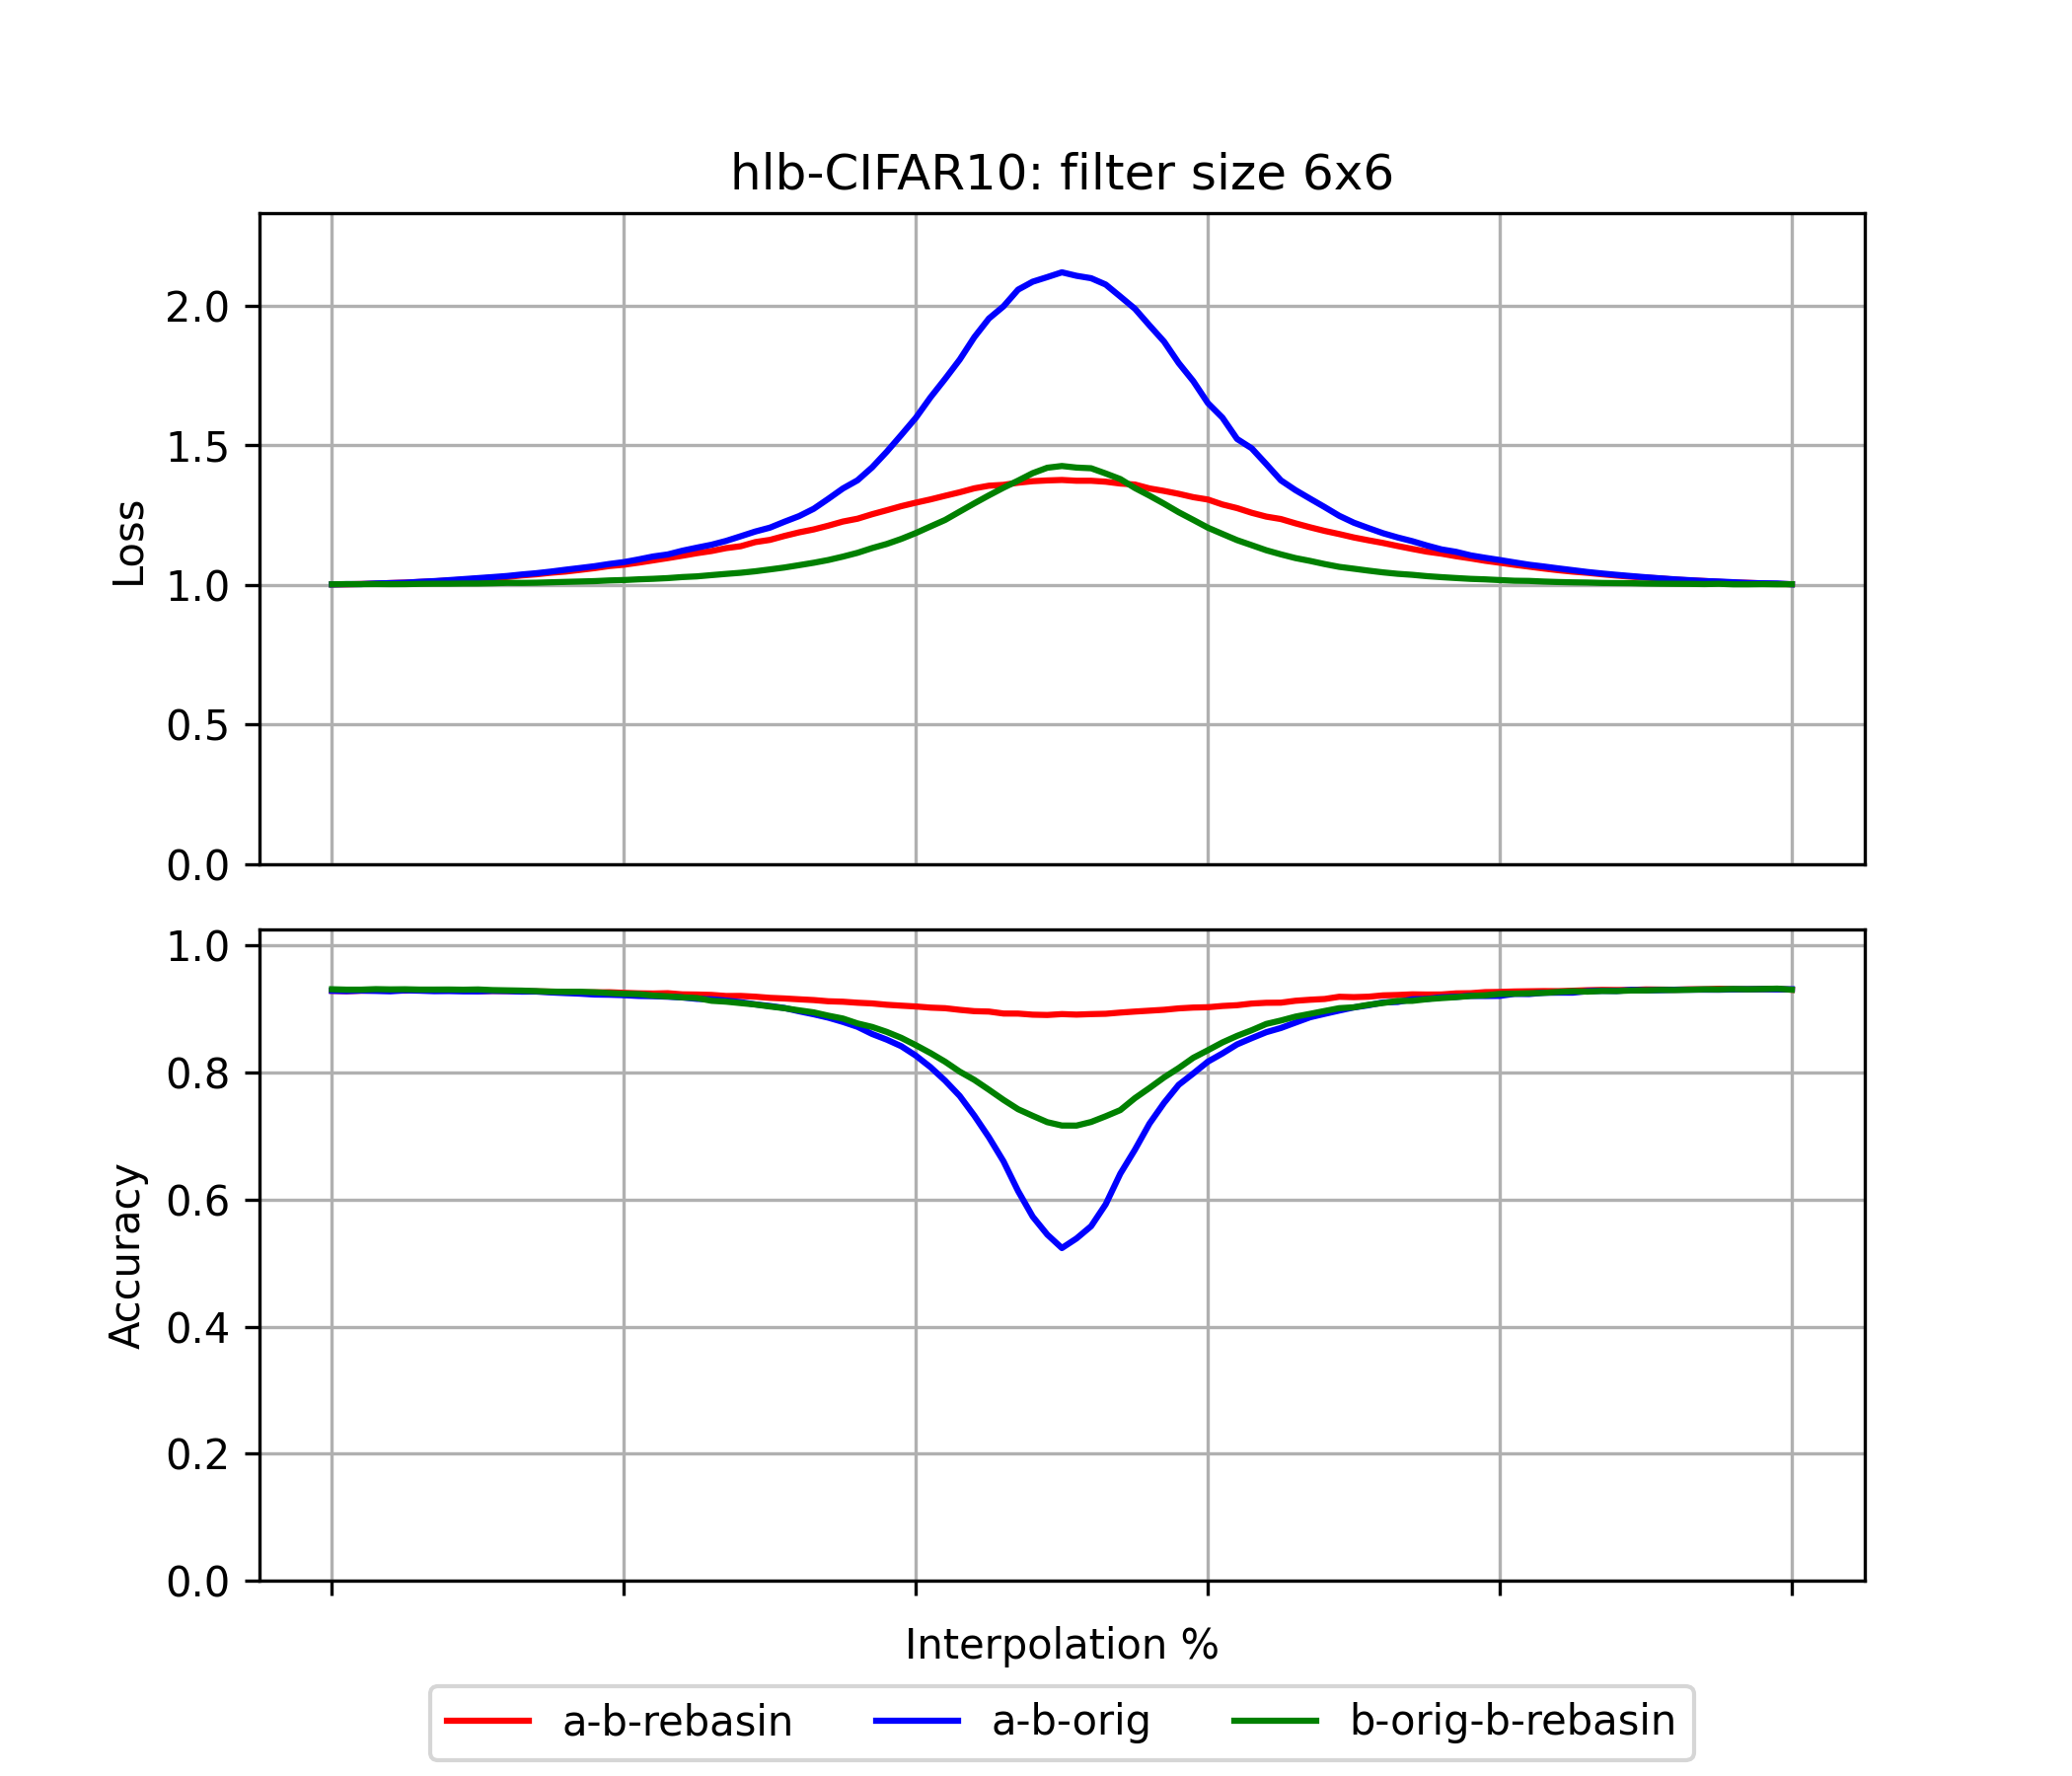 hlb-CIFAR10: filter size 6x6
2.0
1.5
1.0
0.5
0.0
Loss
1.0
0.8
0.6
0.4
0.2
0.0
Accuracy
Interpolation %
a-b-rebasin a-b-orig b-orig-b-rebasin